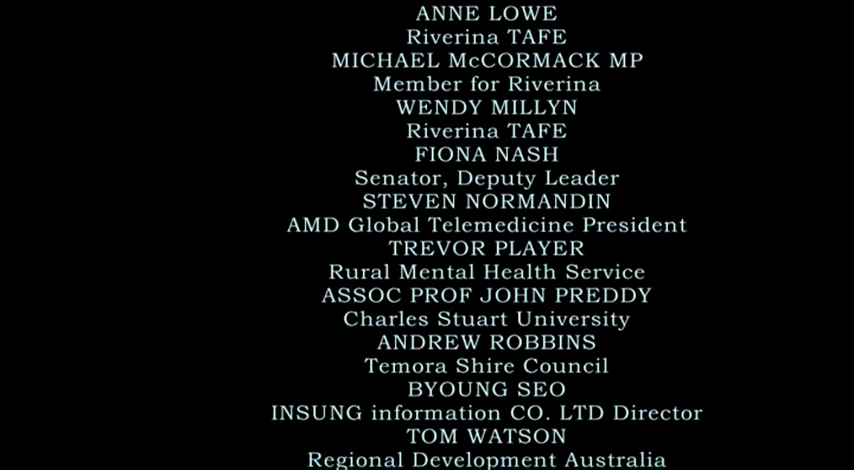 ANNE LOWE
Riverina TAFE
MICHAEL McCORMACK MP
Member for Riverina
WENDY MILLYN
Riverina TAFE
FIONA NASH
Senator, Deputy Leader
STEVEN NORMANDIN
AMD Global Telemedicine President
TREVOR PLAYER
Rural Mental Health Service
ASSOC PROF JOHN PREDDY
Charles Stuart University
ANDREW ROBBINS
Temora Shire Council
BYOUNG SEO
INSUNG information CO. LTD Director
TOM WATSON
Regional Development Australia